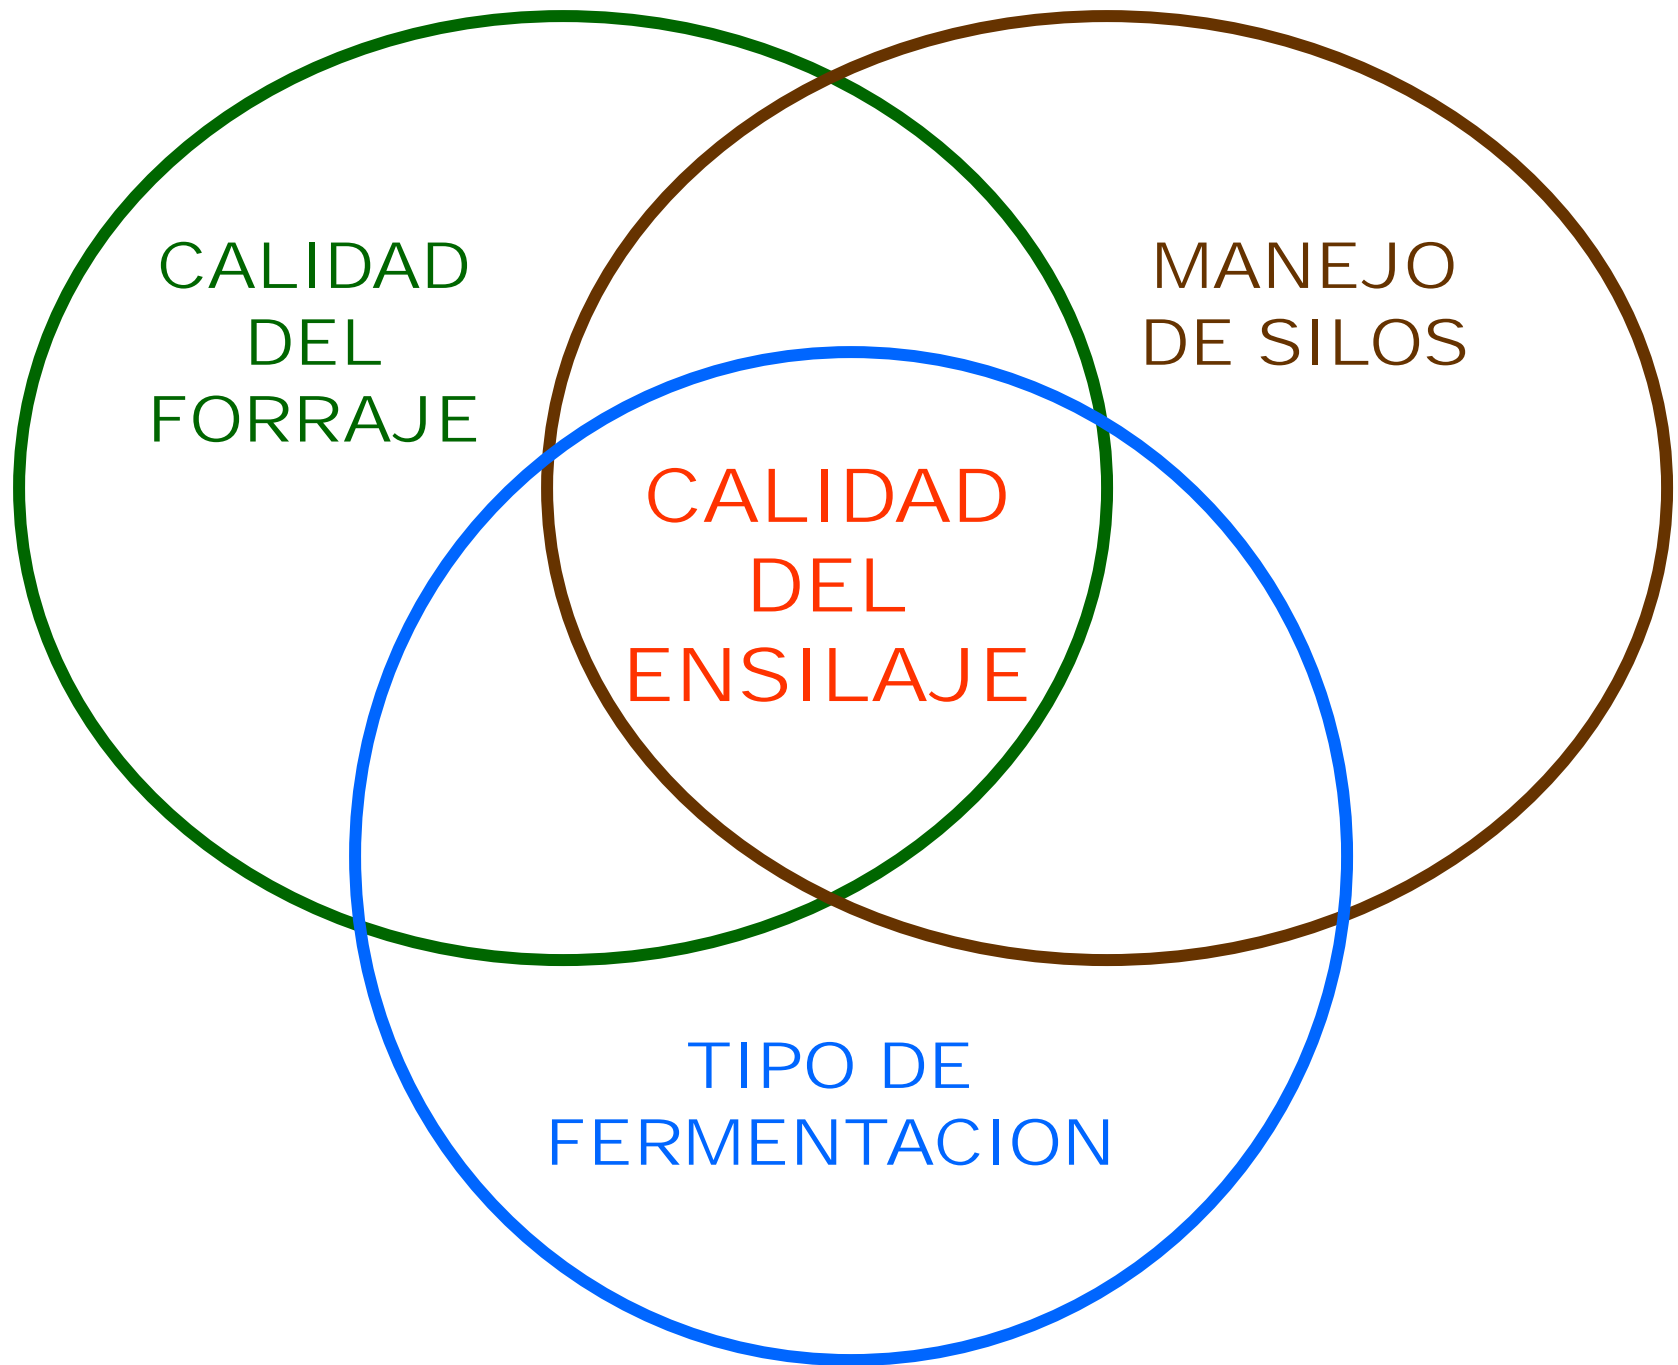 CALIDAD
DEL
FORRAJE
MANEJO
DE SILOS
CALIDAD
DEL
ENSILAJE
TIPO DE
FERMENTACION